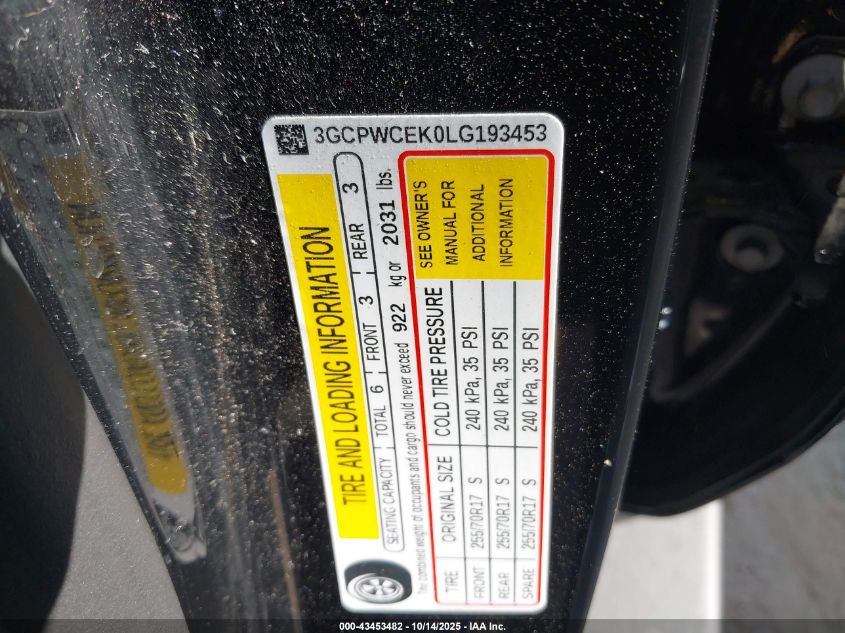 3GCPWCEK0LG193453
TIRE AND LOADING INFORMATION
SEATING CAPACITY TOTAL 6 FRONT 3 REAR 3
The combined weight of occupants and cargo should never exceed 922 kg or 2031 lbs.
TIRE ORIGINAL SIZE COLD TIRE PRESSURE
FRONT 255/70R17 S 240 kPa, 35 PSI
REAR 255/70R17 S 240 kPa, 35 PSI
SPARE 255/70R17 S 240 kPa, 35 PSI
SEE OWNER'S
MANUAL FOR
ADDITIONAL
INFORMATION
000-43453482 - 10/14/2025 - IAA Inc.